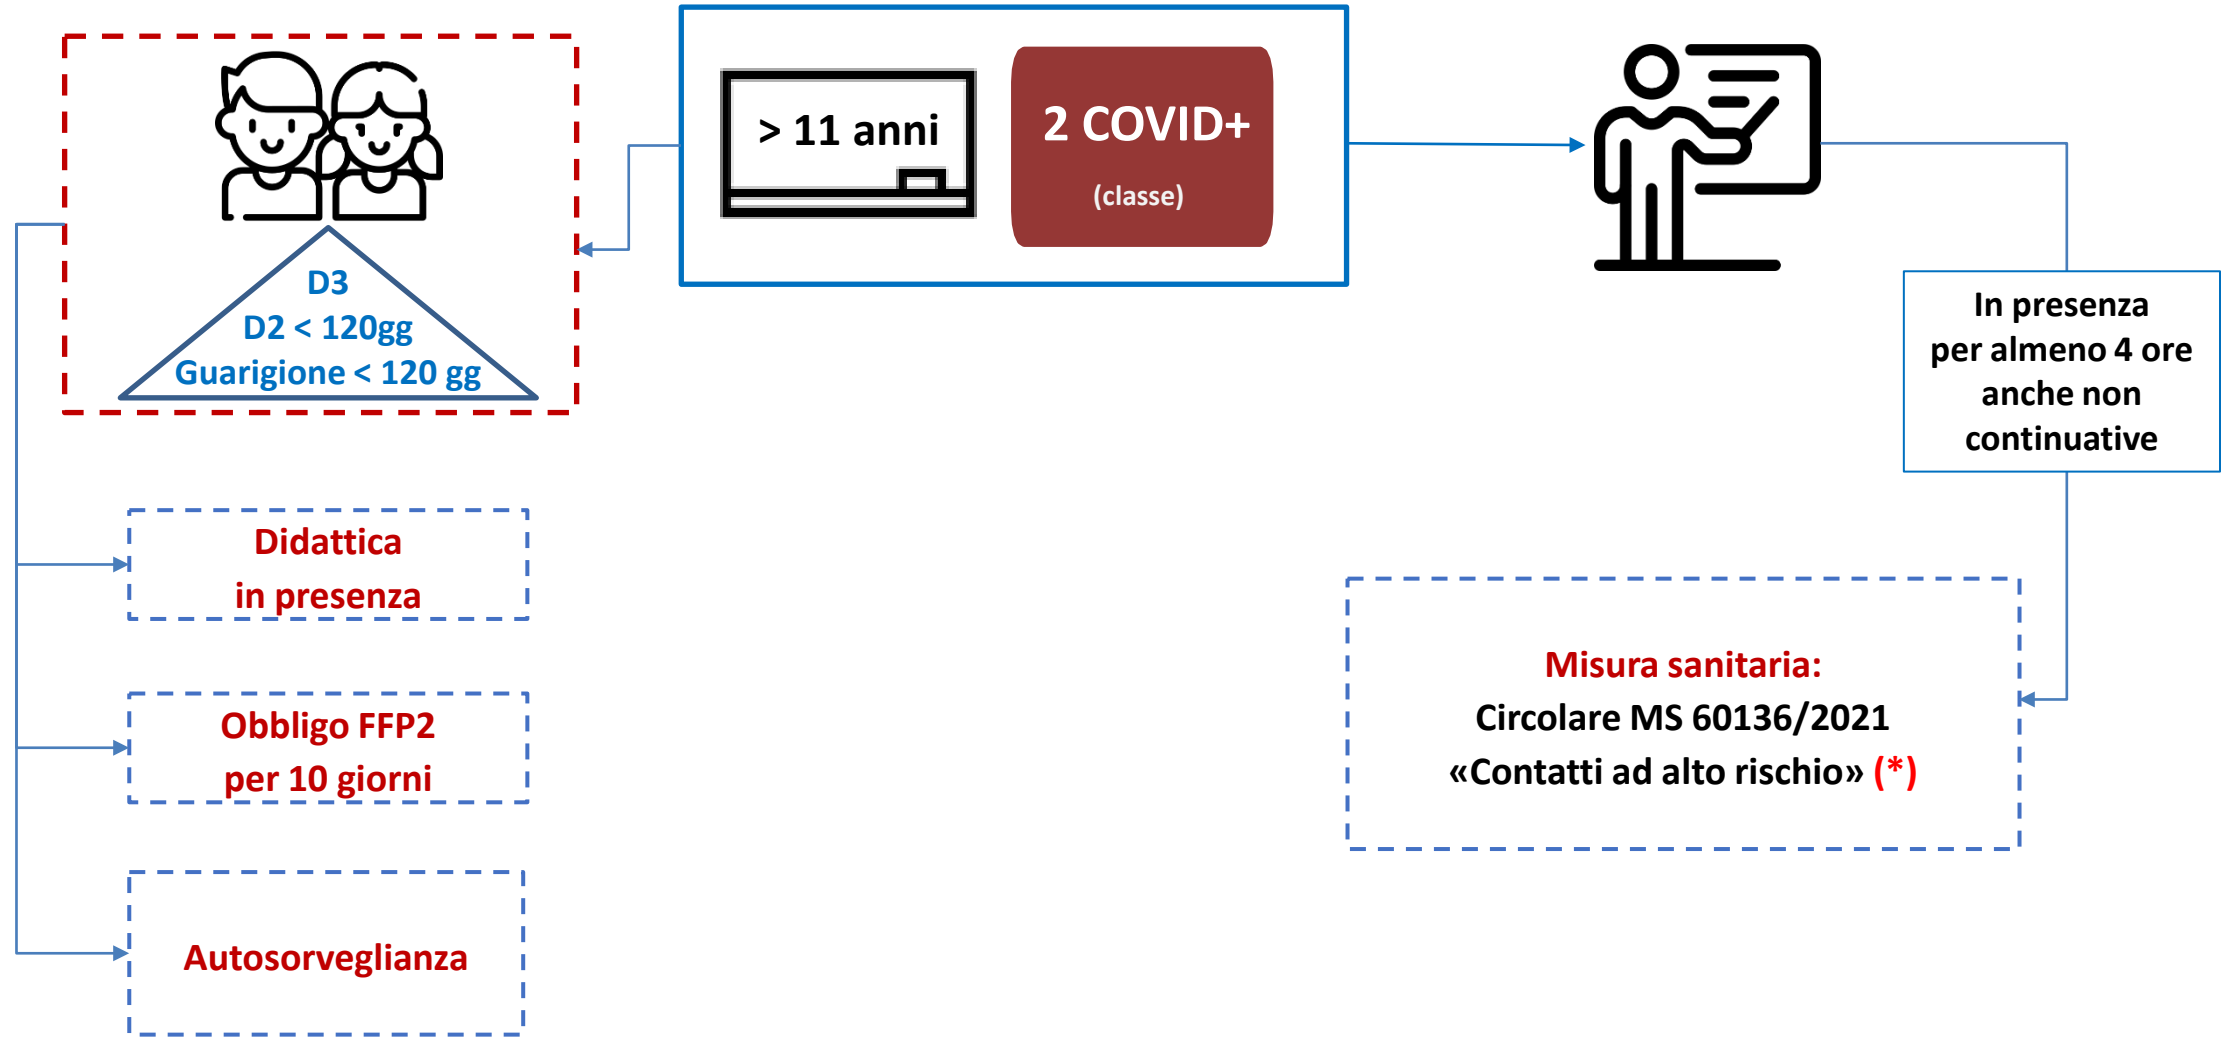 > 11 anni
2 COVID+
(classe)
D3
D2 < 120gg
Guarigione < 120 gg
Didattica
in presenza
Obbligo FFP2
per 10 giorni
Autosorveglianza
In presenza
per almeno 4 ore
anche non
continuative
Misura sanitaria:
Circolare MS 60136/2021
«Contatti ad alto rischio» (*)